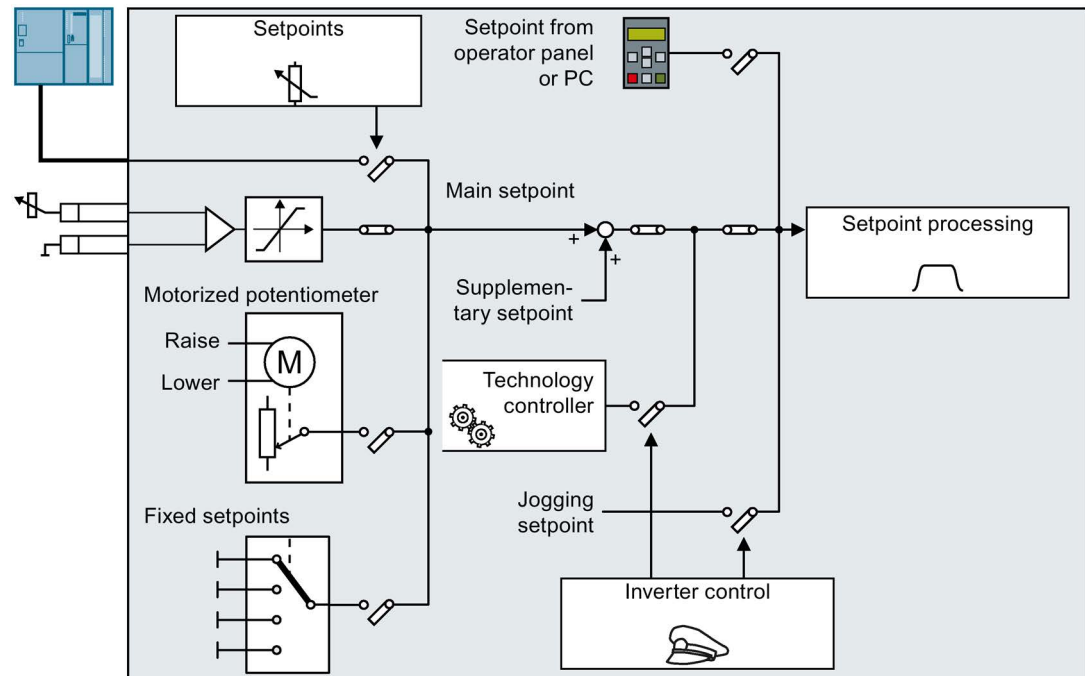 Setpoints
Setpoint from
operator panel
or PC
Main setpoint
+
+
Setpoint processing
Supplemen-
tary setpoint
Motorized potentiometer
Raise
M
Lower
Technology
controller
Jogging
setpoint
Fixed setpoints
Inverter control